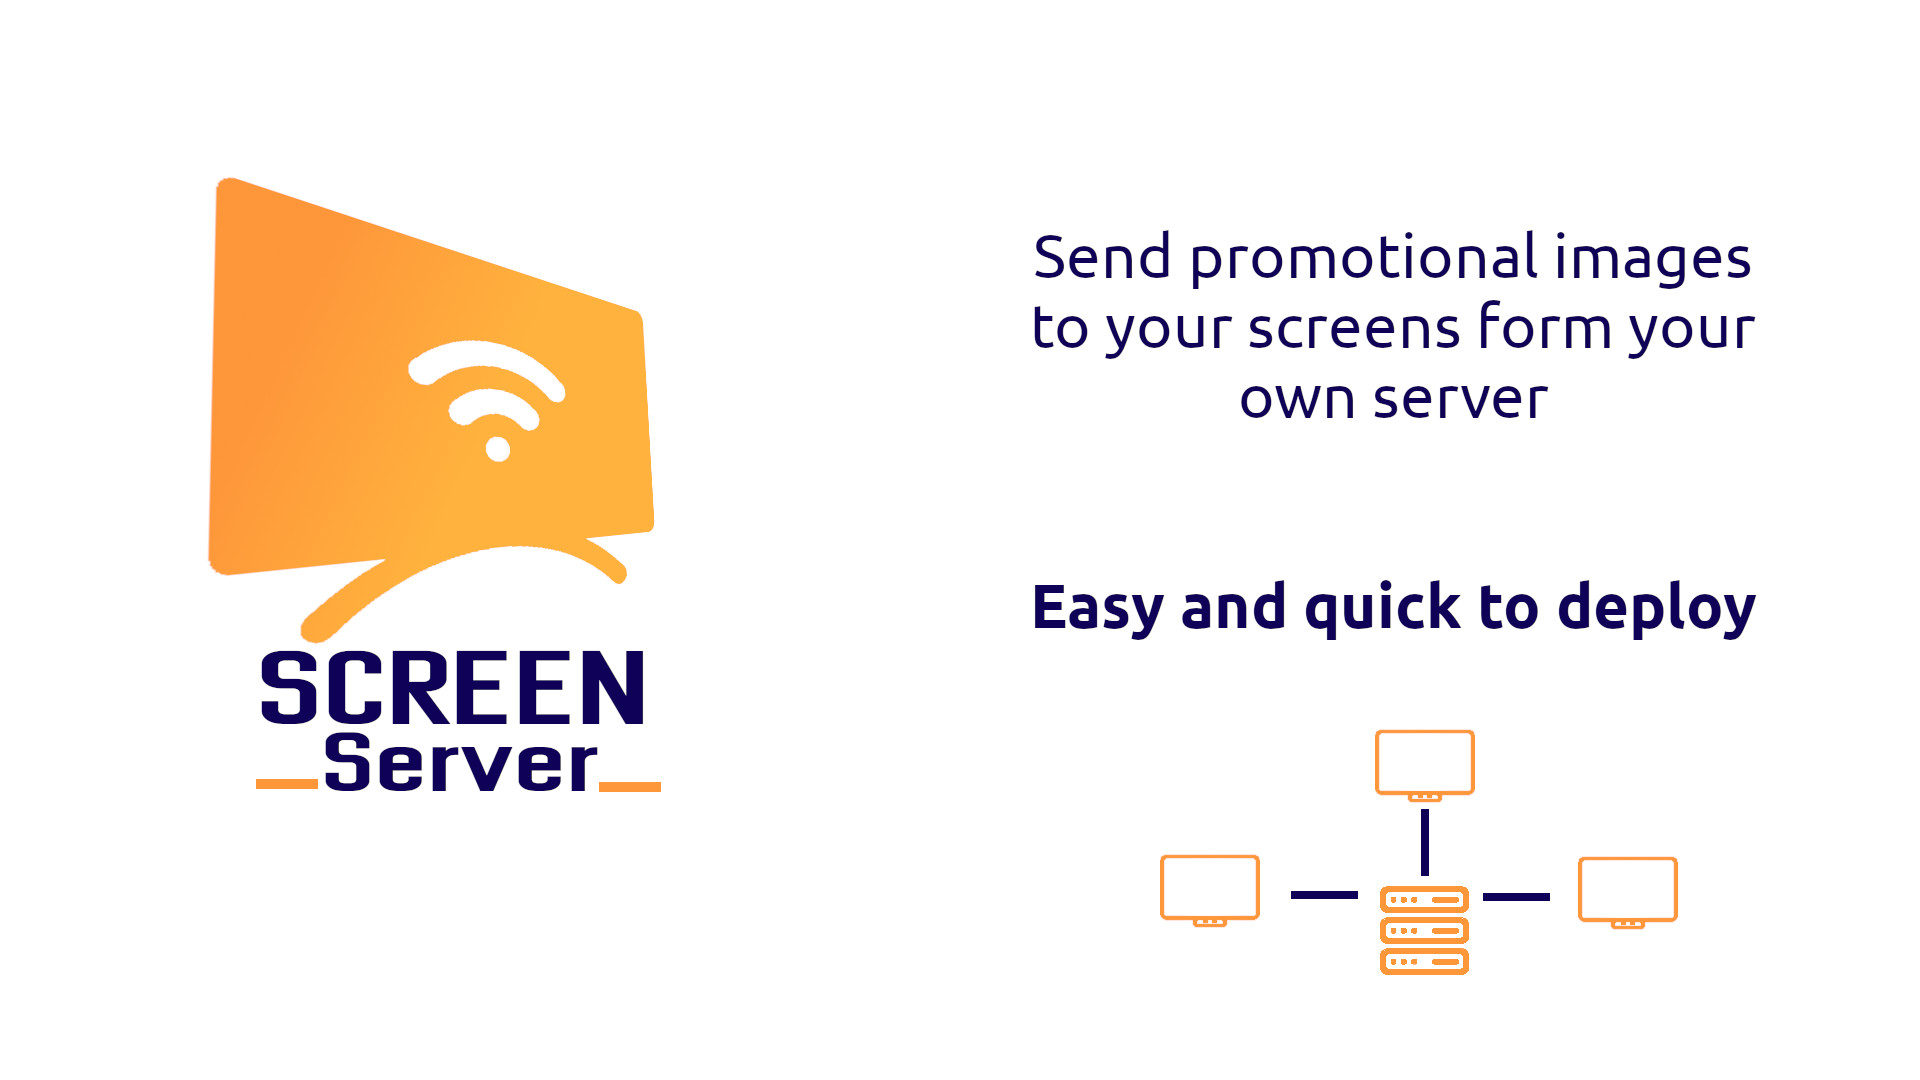 SCREEN
Server
Send promotional images
to your screens form your
own server
Easy and quick to deploy